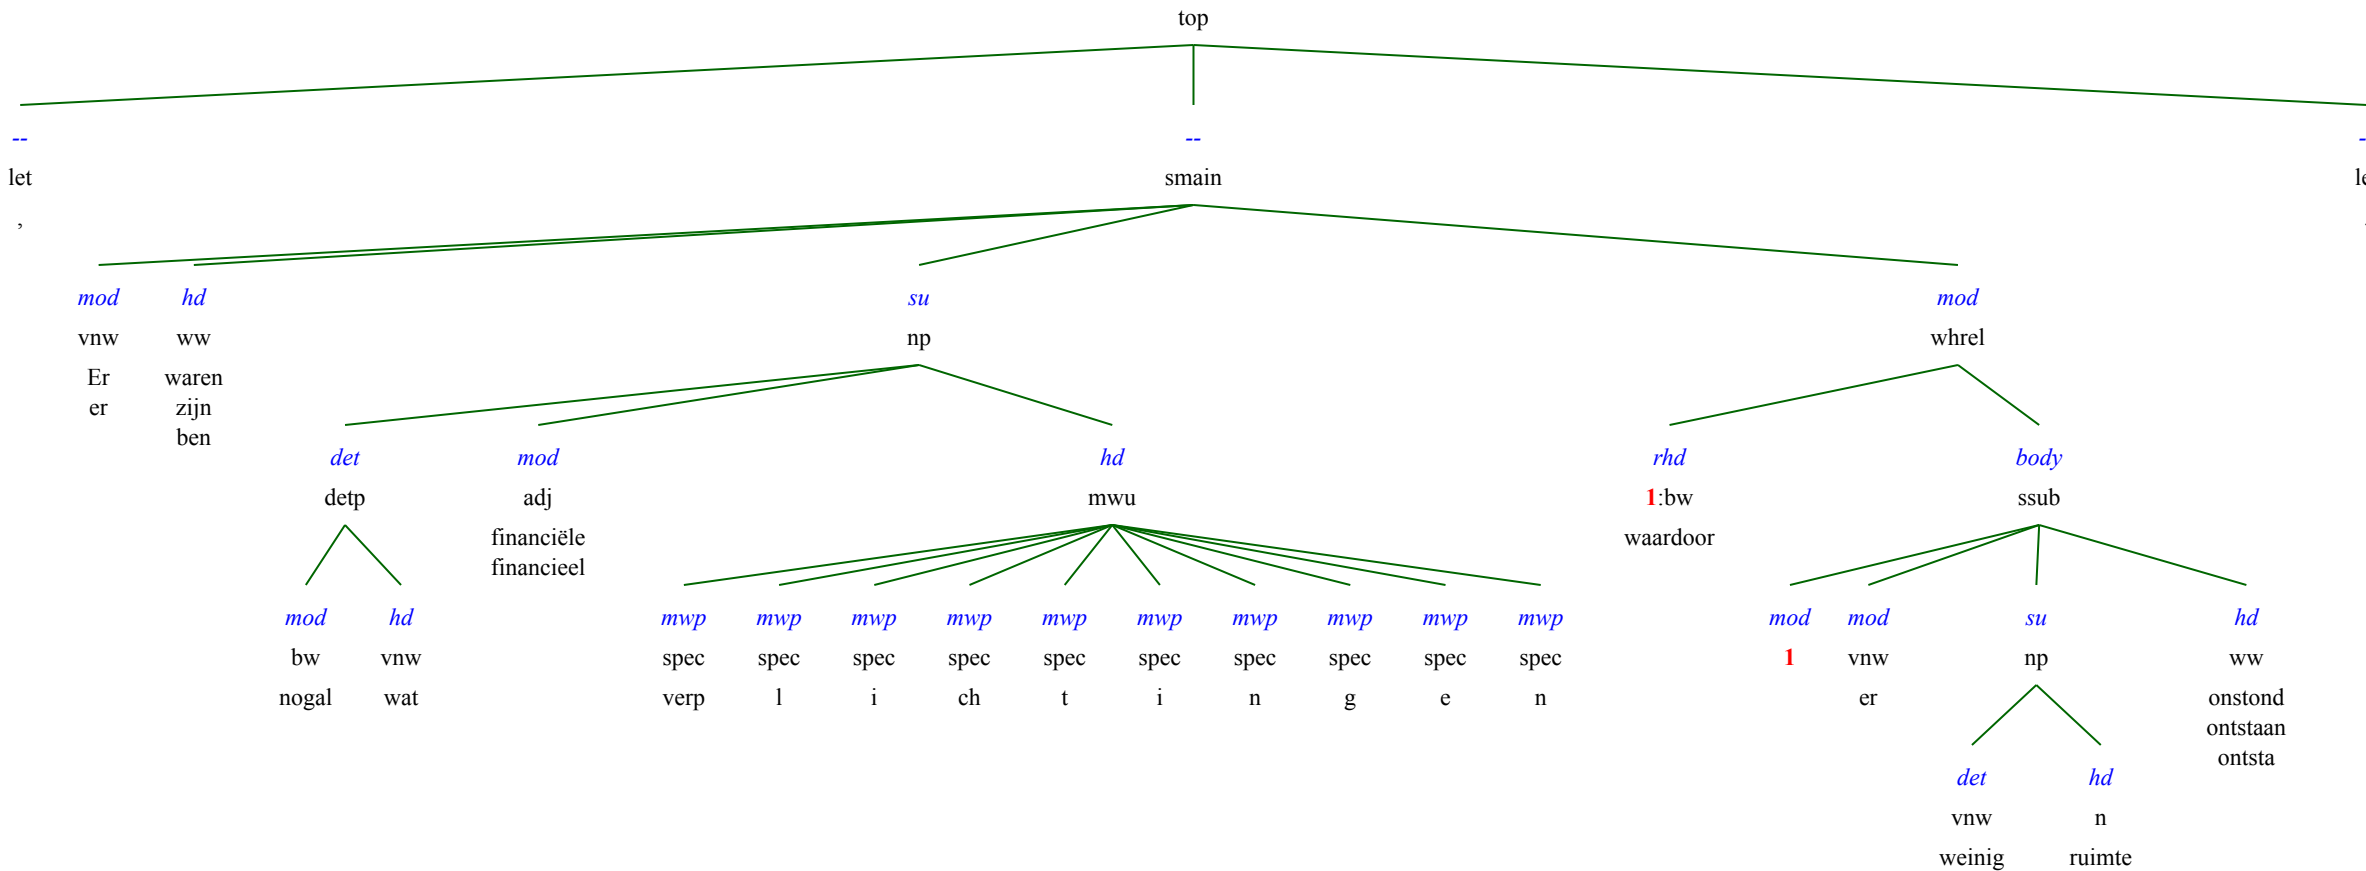 top
-- -- -
let smain le
,
mod hd su mod
vnw ww np whrel
Er waren
er zijn
ben
det mod hd rhd body
detp adj mwu 1:bw ssub
financiële waardoor
financieel
mod hd mwp mwp mwp mwp mwp mwp mwp mwp mwp mwp mod mod su hd
bw vnw spec spec spec spec spec spec spec spec spec spec 1 vnw np ww
nogal wat verp l i ch t i n g e n er onstond
ontstaan
ontsta
det hd
vnw n
weinig ruimte